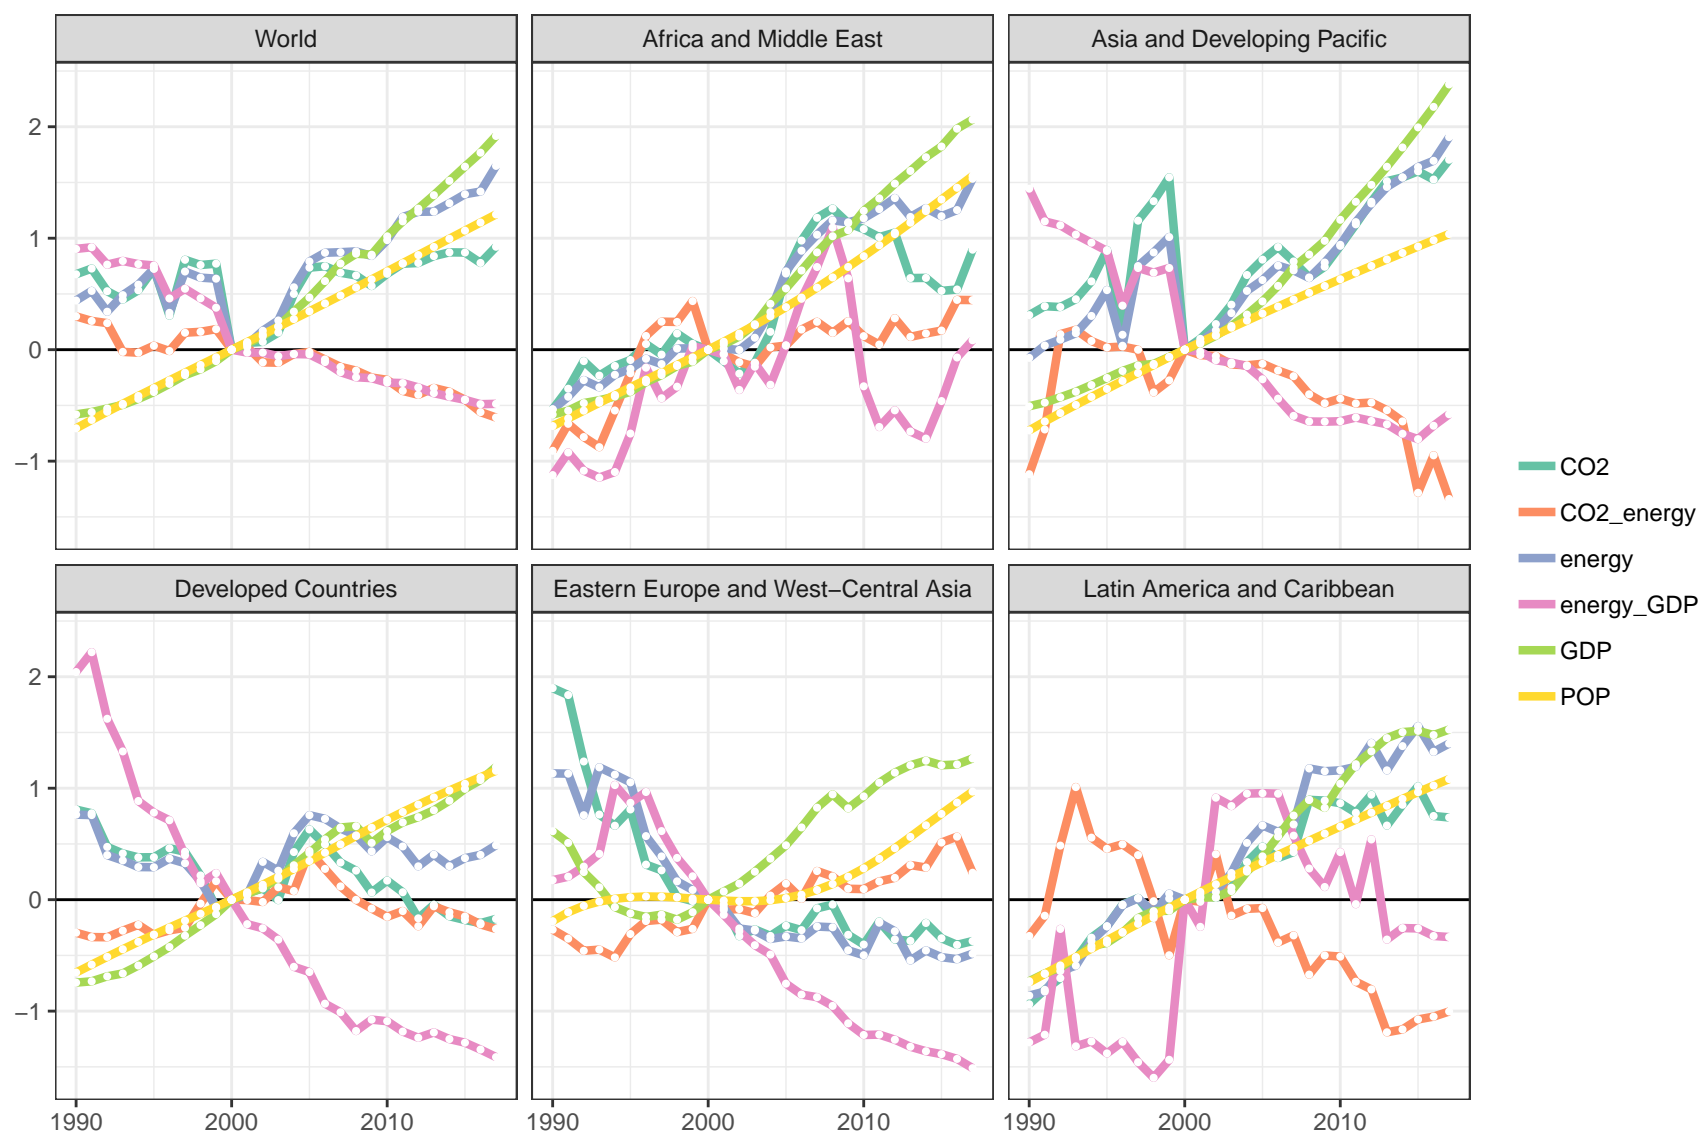 World
Africa and Middle East
Asia and Developing Pacific
2
1
0
−1
Developed Countries
Eastern Europe and West−Central Asia
Latin America and Caribbean
2
1
0
−1
1990 2000 2010
1990 2000 2010
1990 2000 2010
CO2
CO2_energy
energy
energy_GDP
GDP
POP